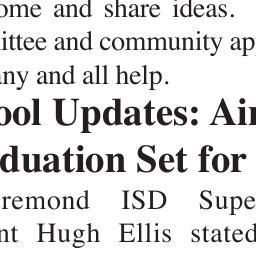 ome and share ideas.
ittee and community ap
any and all help.
ool Updates: Air
duation Set for
remond ISD Supe
nt Hugh Ellis stated